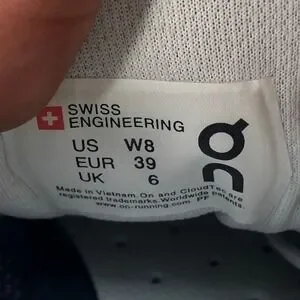 SWISS
ENGINEERING
US W8
EUR 39
UK 6
Made in Vietnam. On and CloudTec are
registered trademarks. Worldwide patents.
www.on-running.com PP